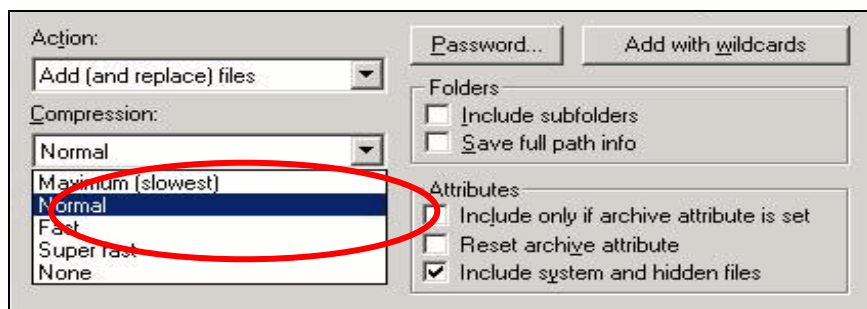 Action:
Add (and replace) files
Compression:
Normal
Maximum (slowest)
Normal
Fast
Super fast
None
Password...
Add with wildcards
Folders
Include subfolders
Save full path info
Attributes
Include only if archive attribute is set
Reset archive attribute
Include system and hidden files